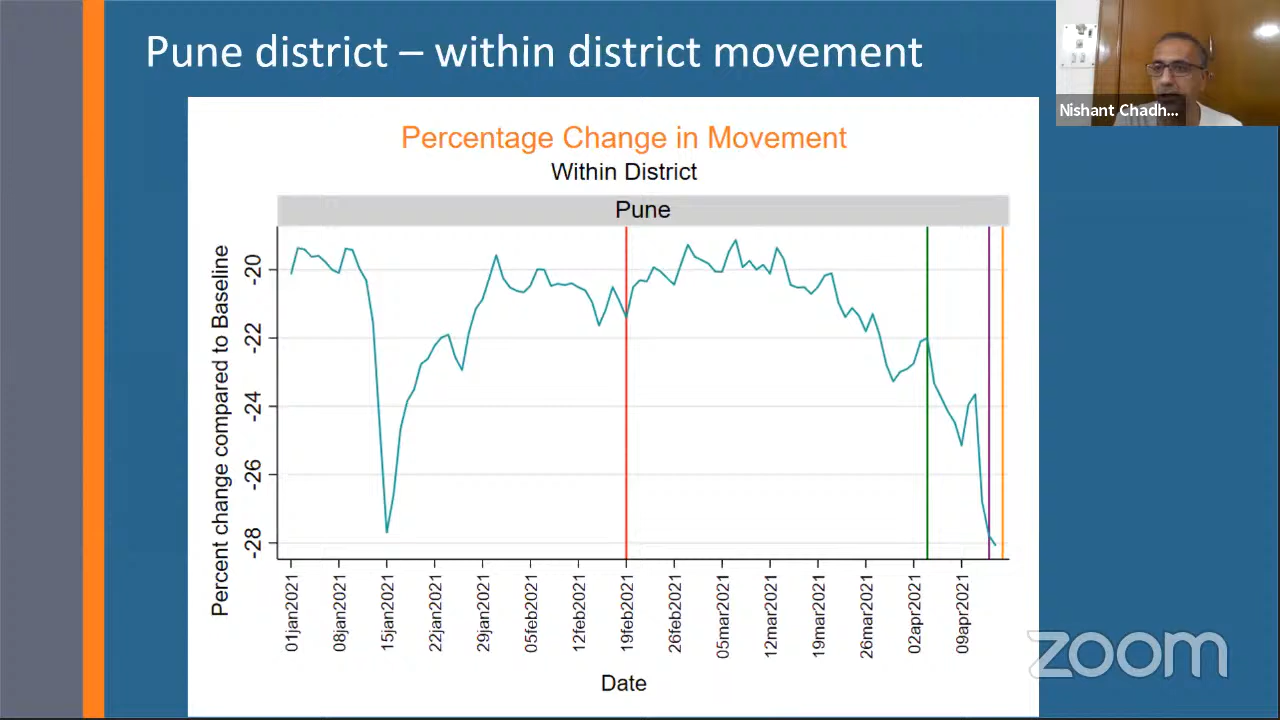 Pune district – within district movement
Nishant Chadh...
Percentage Change in Movement
Within District
Pune
Percent change compared to Baseline
-20
-22
-24
-26
-28
01jan2021
08jan2021
15jan2021
22jan2021
29jan2021
05feb2021
12feb2021
19feb2021
26feb2021
05mar2021
12mar2021
19mar2021
26mar2021
02apr2021
09apr2021
Date
zoom